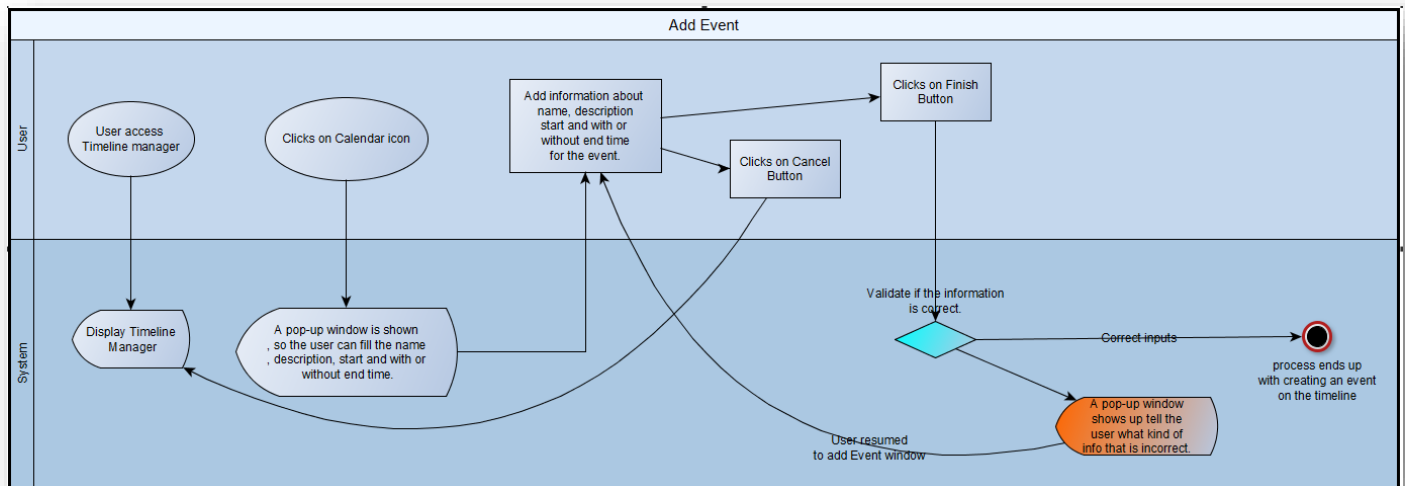 Add Event
User
User access
Timeline manager
Clicks on Calendar icon
Add information about
name, description
start and with or
without end time
for the event.
Clicks on Cancel
Button
Clicks on Finish
Button
System
Display Timeline
Manager
A pop-up window is shown
, so the user can fill the name
, description, start and with or
without end time.
Validate if the information
is correct.
Correct inputs
process ends up
with creating an event
on the timeline
A pop-up window
shows up tell the
user what kind of
info that is incorrect.
User resumed
to add Event window